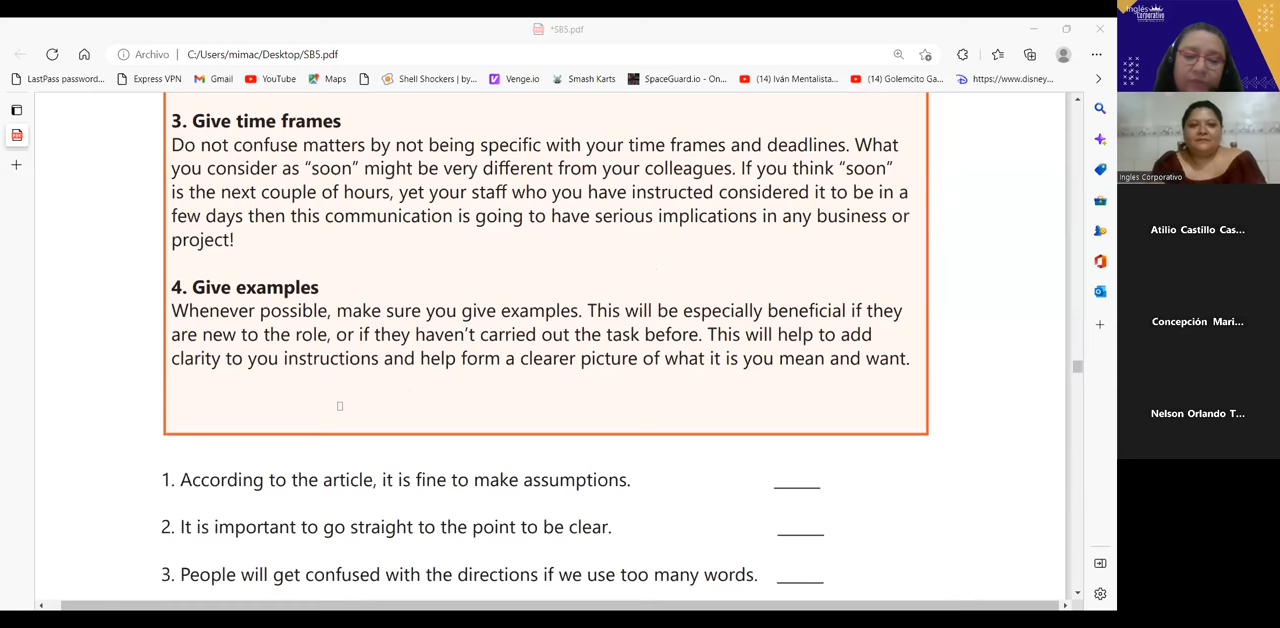 *SB5.pdf
Archivo | C:/Users/mimac/Desktop/SB5.pdf
LastPass password... Express VPN Gmail YouTube Maps Shell Shockers | by... Venge.io Smash Karts SpaceGuard.io - On... (14) Iván Mentalista... (14) Golemcito Ga... https://www.disney...
3. Give time frames
Do not confuse matters by not being specific with your time frames and deadlines. What
you consider as “soon” might be very different from your colleagues. If you think “soon”
is the next couple of hours, yet your staff who you have instructed considered it to be in a
few days then this communication is going to have serious implications in any business or
project!
4. Give examples
Whenever possible, make sure you give examples. This will be especially beneficial if they
are new to the role, or if they haven’t carried out the task before. This will help to add
clarity to you instructions and help form a clearer picture of what it is you mean and want.
1. According to the article, it is fine to make assumptions. _____
2. It is important to go straight to the point to be clear. _____
3. People will get confused with the directions if we use too many words. _____
Inglés
Corporativo
Ingles Corporativo
Atilio Castillo Cas...
Concepción Mari...
Nelson Orlando T...